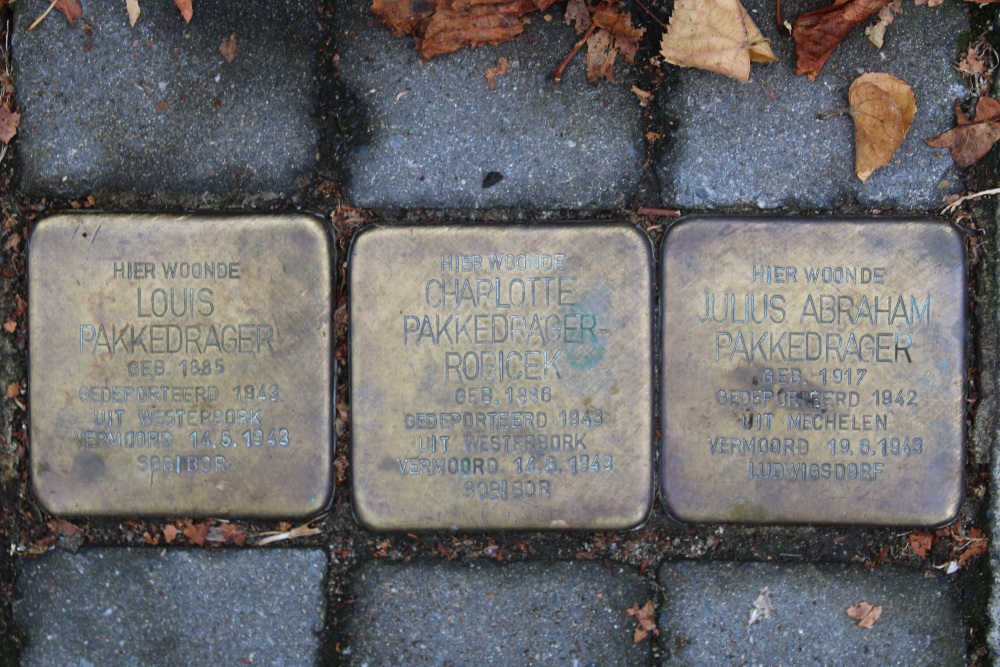 HIER WOONDE
LOUIS
PAKKEDRAGER
GEB. 1885
GEDEPORTEERD 1943
UIT WESTERBORK
VERMOORD 14.5.1943
SOBIBOR
HIER WOONDE
CHARLOTTE
PAKKEDRAGER-
ROBICEK
GEB. 1886
GEDEPORTEERD 1943
UIT WESTERBORK
VERMOORD 14.5.1943
SOBIBOR
HIER WOONDE
JULIUS ABRAHAM
PAKKEDRAGER
GEB. 1917
GEDEPORTEERD 1942
UIT MECHELEN
VERMOORD 19.6.1943
LUDWIGSDORF